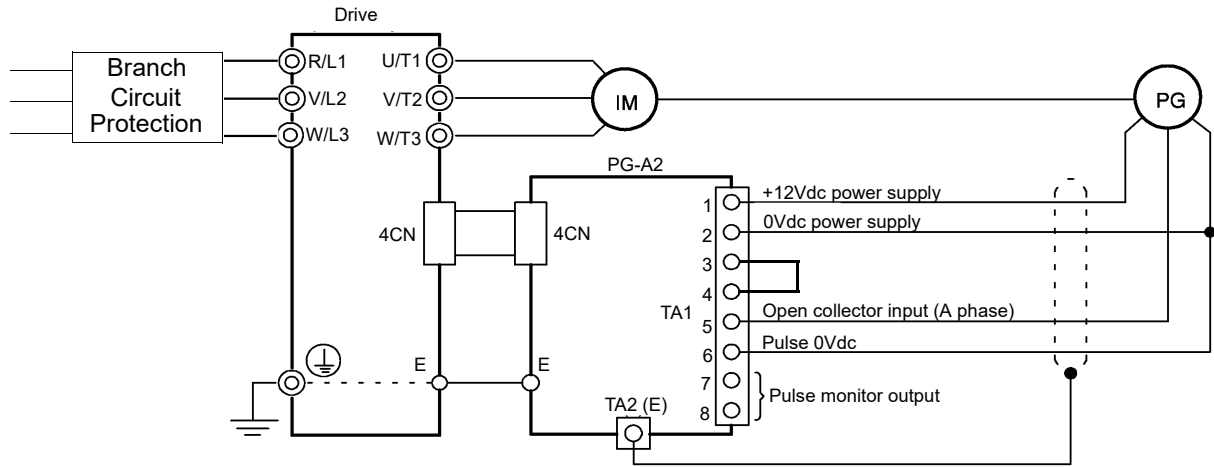 Drive
Branch
Circuit
Protection
R/L1
V/L2
W/L3
U/T1
V/T2
W/T3
IM
PG
PG-A2
4CN
4CN
1
+12Vdc power supply
2
0Vdc power supply
3
4
TA1
5
Open collector input (A phase)
6
Pulse 0Vdc
7
8
Pulse monitor output
E
E
TA2 (E)